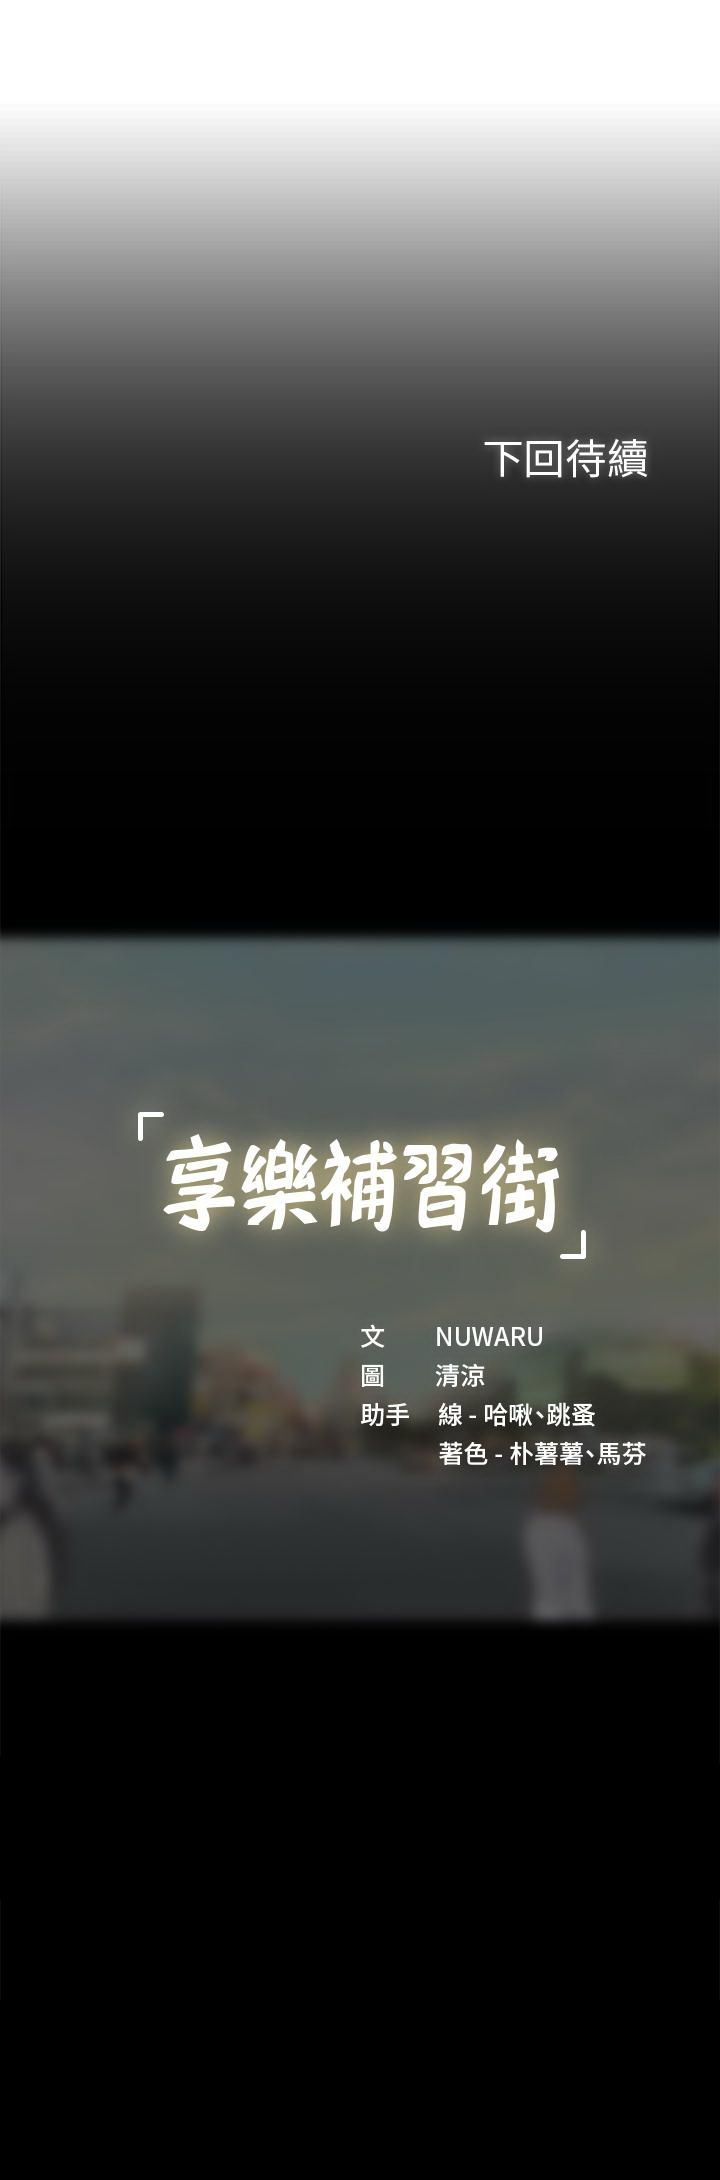 下回待續
「享樂補習街」
文 NUWARU
圖 清涼
助手 線 - 哈啾、跳蚤
著色 - 朴薯薯、馬芬